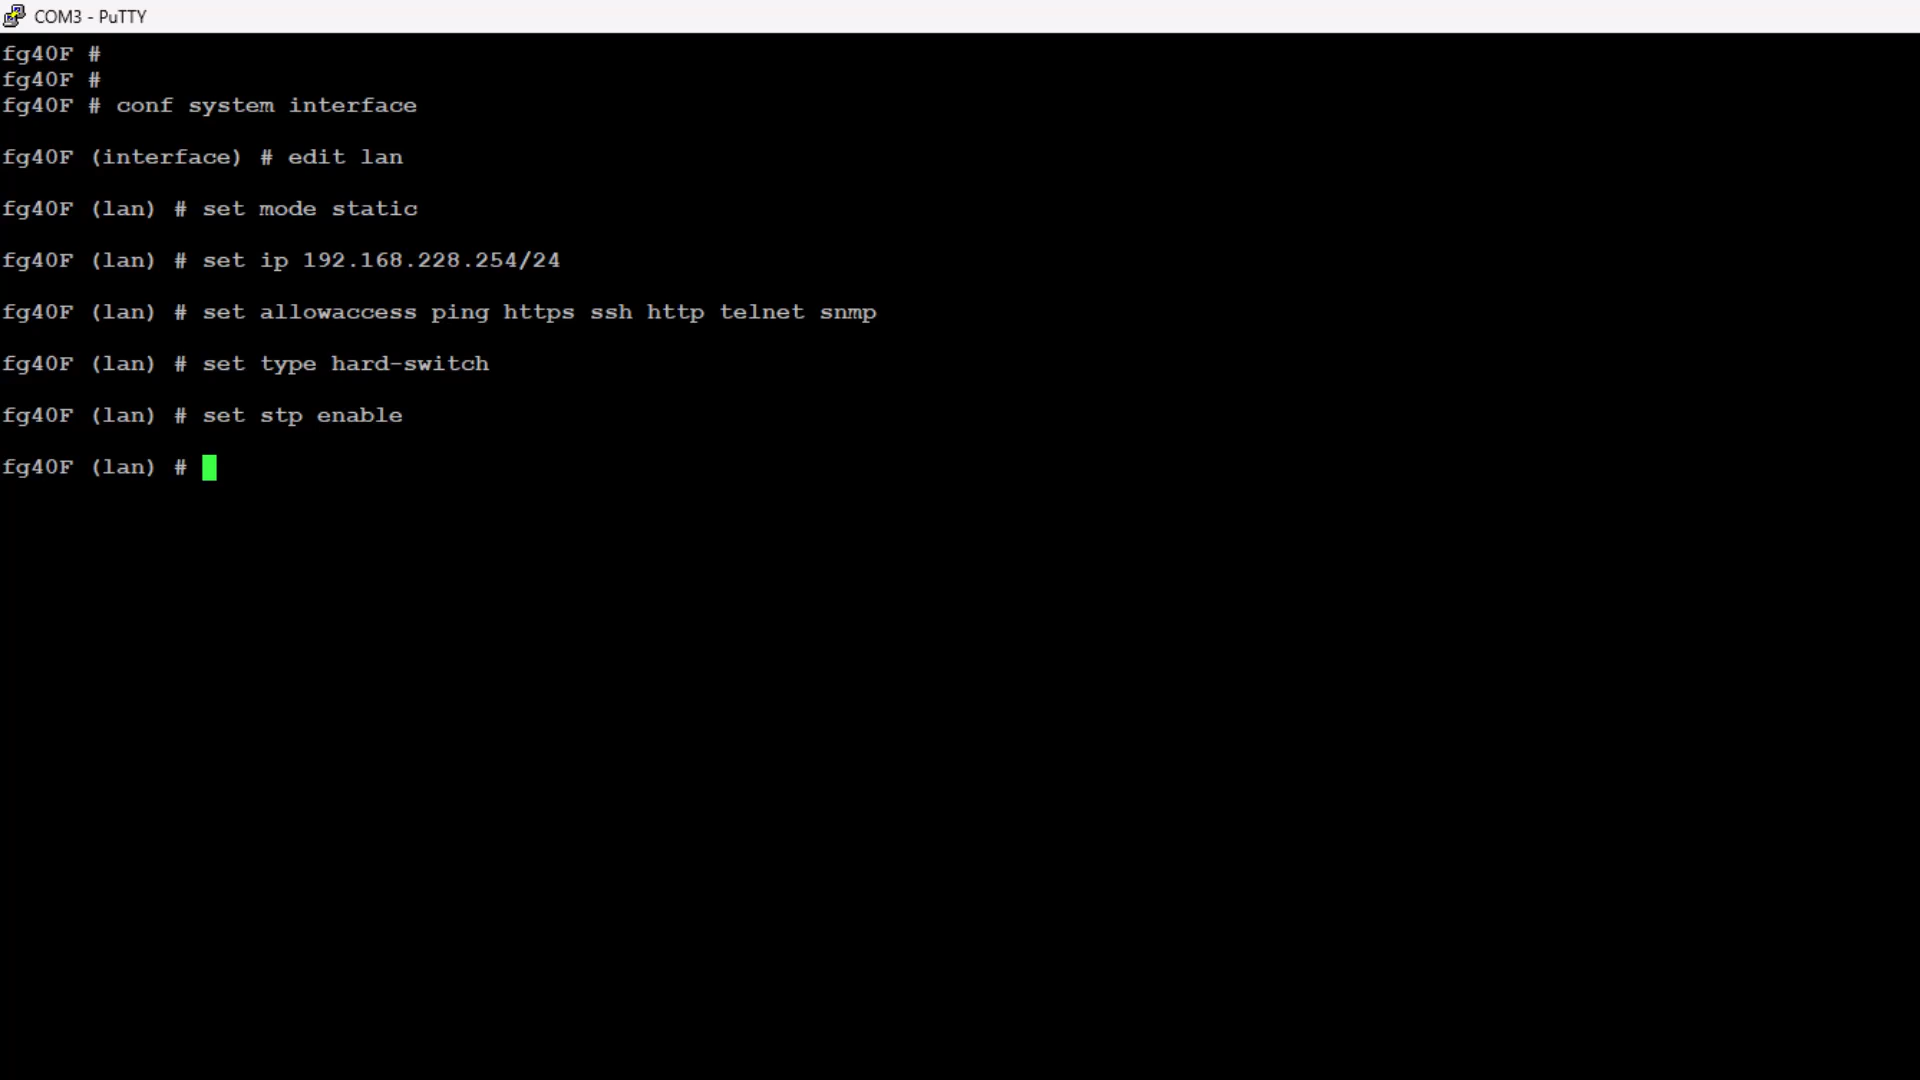 COM3 - PuTTY
fg40F #
fg40F #
fg40F # conf system interface
fg40F (interface) # edit lan
fg40F (lan) # set mode static
fg40F (lan) # set ip 192.168.228.254/24
fg40F (lan) # set allowaccess ping https ssh http telnet snmp
fg40F (lan) # set type hard-switch
fg40F (lan) # set stp enable
fg40F (lan) #